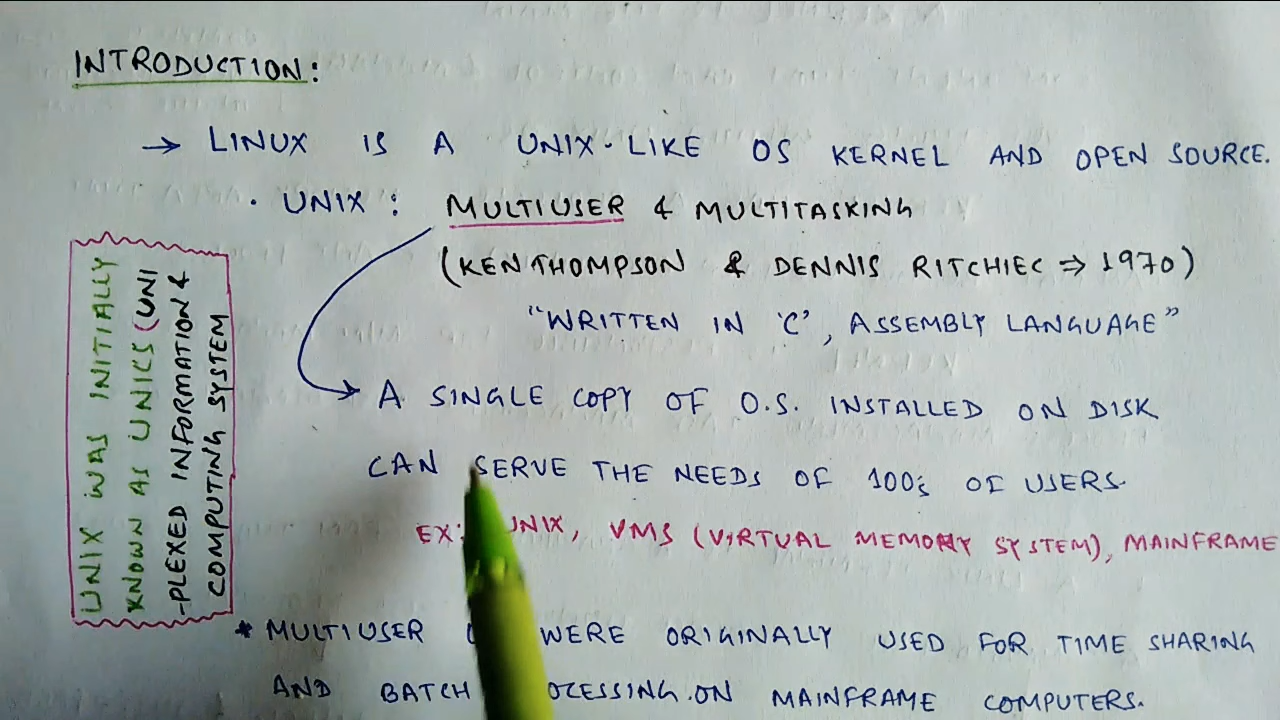 INTRODUCTION:
→ LINUX IS A UNIX-LIKE OS KERNEL AND OPEN SOURCE.
• UNIX: MULTIUSER & MULTITASKING
(KEN THOMPSON & DENNIS RITCHIEC ⇒ 1970)
"WRITTEN IN 'C', ASSEMBLY LANGUAGE"
A SINGLE COPY OF O.S. INSTALLED ON DISK
CAN SERVE THE NEEDS OF 100s OF USERS.
EX: UNIX, VMS (VIRTUAL MEMORY SYSTEM), MAINFRAME
* MULTIUSER WERE ORIGINALLY USED FOR TIME SHARING
AND BATCH OCESSING. ON MAINFRAME COMPUTERS.
UNIX WAS INITIALLY
KNOWN AS UNICS (UNI
-PLEXED INFORMATION &
COMPUTING SYSTEM